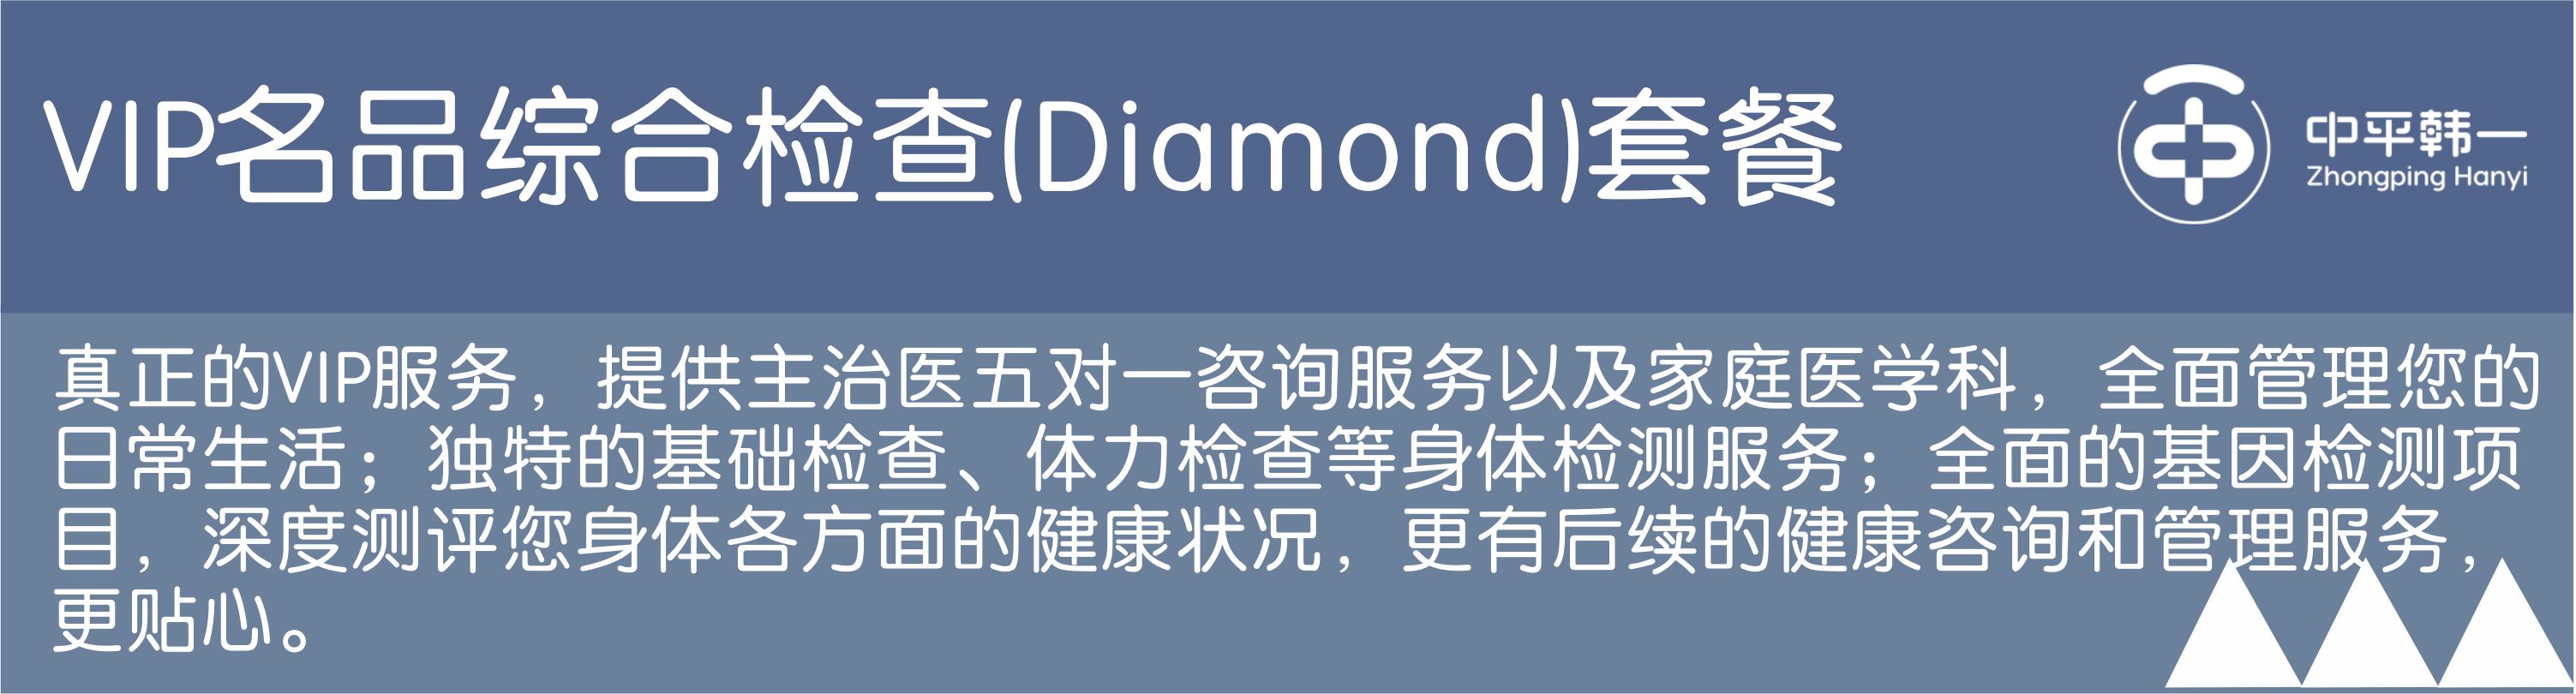 VIP名品综合检查(Diamond)套餐
中平韩一
Zhongping Hanyi
真正的VIP服务，提供主治医五对一咨询服务以及家庭医学科，全面管理您的
日常生活；独特的基础检查、体力检查等身体检测服务；全面的基因检测项
目，深度测评您身体各方面的健康状况，更有后续的健康咨询和管理服务，
更贴心。